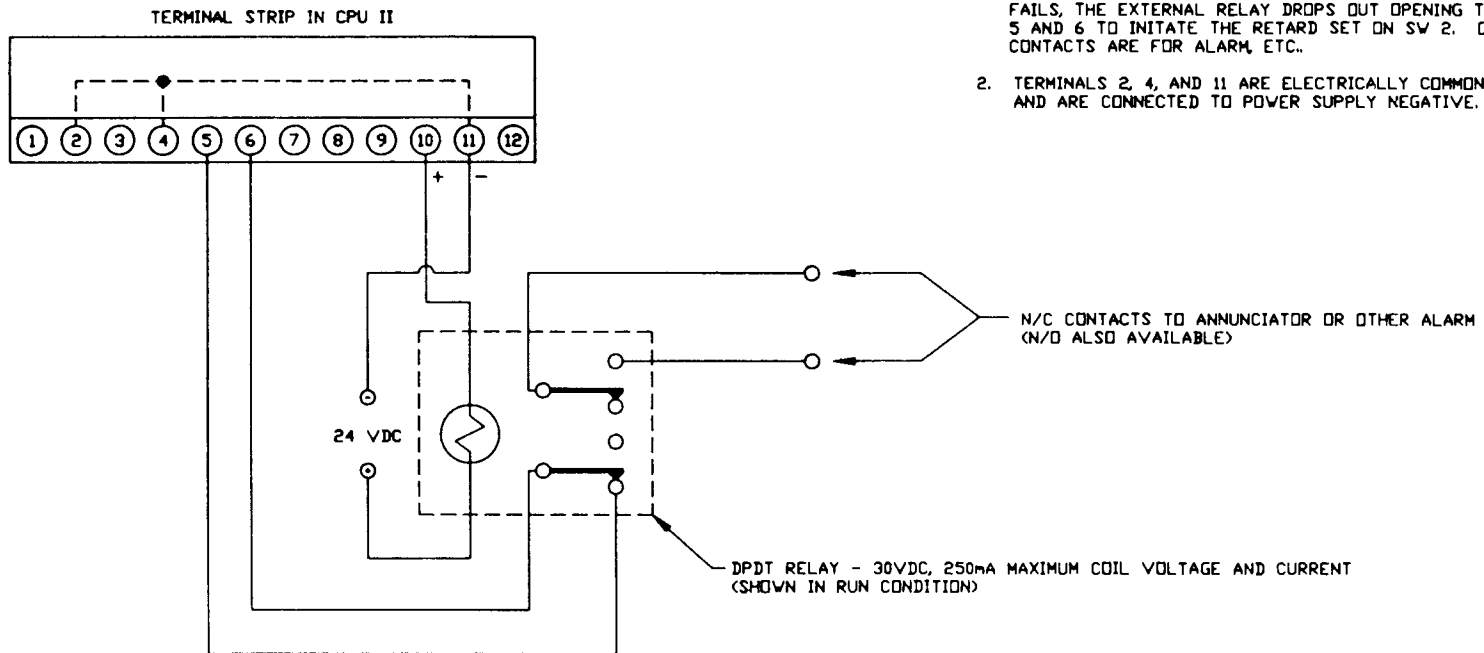 TERMINAL STRIP IN CPU II
1 2 3 4 5 6 7 8 9 10 11 12
+ -
FAILS, THE EXTERNAL RELAY DROPS OUT OPENING
5 AND 6 TO INITATE THE RETARD SET ON SW 2.
CONTACTS ARE FOR ALARM, ETC..
2. TERMINALS 2, 4, AND 11 ARE ELECTRICALLY COMMON
AND ARE CONNECTED TO POWER SUPPLY NEGATIVE.
N/C CONTACTS TO ANNUNCIATOR OR OTHER ALARM
(N/O ALSO AVAILABLE)
-
24 VDC
+
DPDT RELAY - 30VDC, 250mA MAXIMUM COIL VOLTAGE AND CURRENT
(SHOWN IN RUN CONDITION)